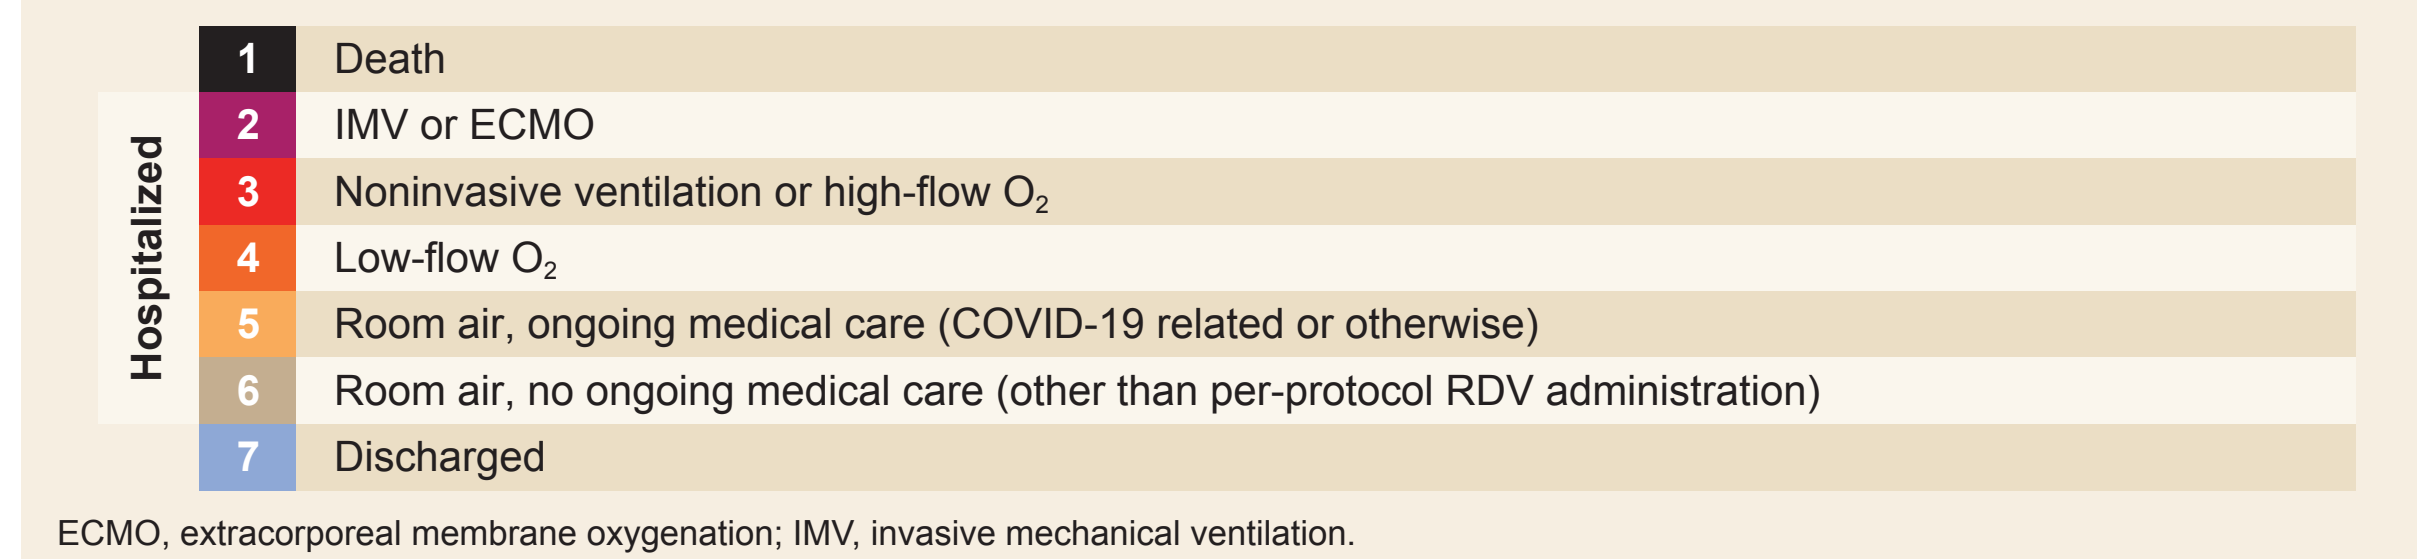 1 Death
Hospitalized
2 IMV or ECMO
3 Noninvasive ventilation or high-flow O₂
4 Low-flow O₂
5 Room air, ongoing medical care (COVID-19 related or otherwise)
6 Room air, no ongoing medical care (other than per-protocol RDV administration)
7 Discharged
ECMO, extracorporeal membrane oxygenation; IMV, invasive mechanical ventilation.